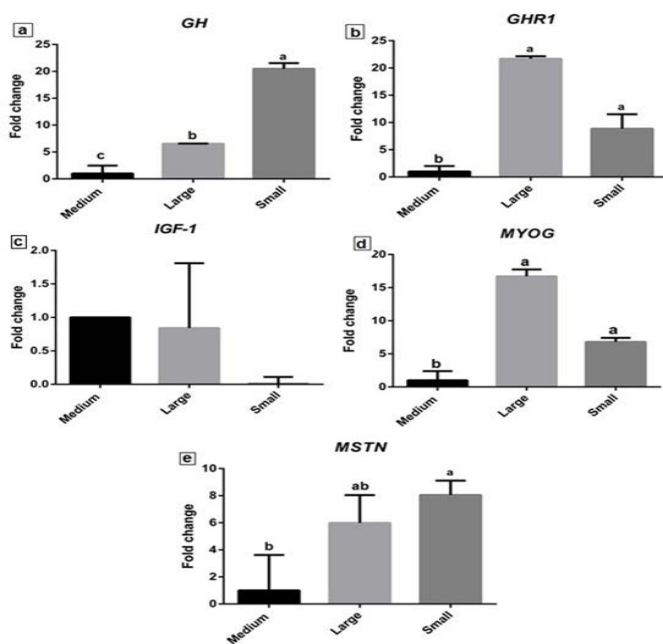 a
GH
Fold change
25
20
15
10
5
0
c
b
a
Medium
Large
Small
b
GHR1
Fold change
25
20
15
10
5
0
b
a
a
Medium
Large
Small
c
IGF-1
Fold change
2.0
1.5
1.0
0.5
0.0
Medium
Large
Small
d
MYOG
Fold change
20
15
10
5
0
b
a
a
Medium
Large
Small
e
MSTN
Fold change
10
8
6
4
2
0
b
ab
a
Medium
Large
Small